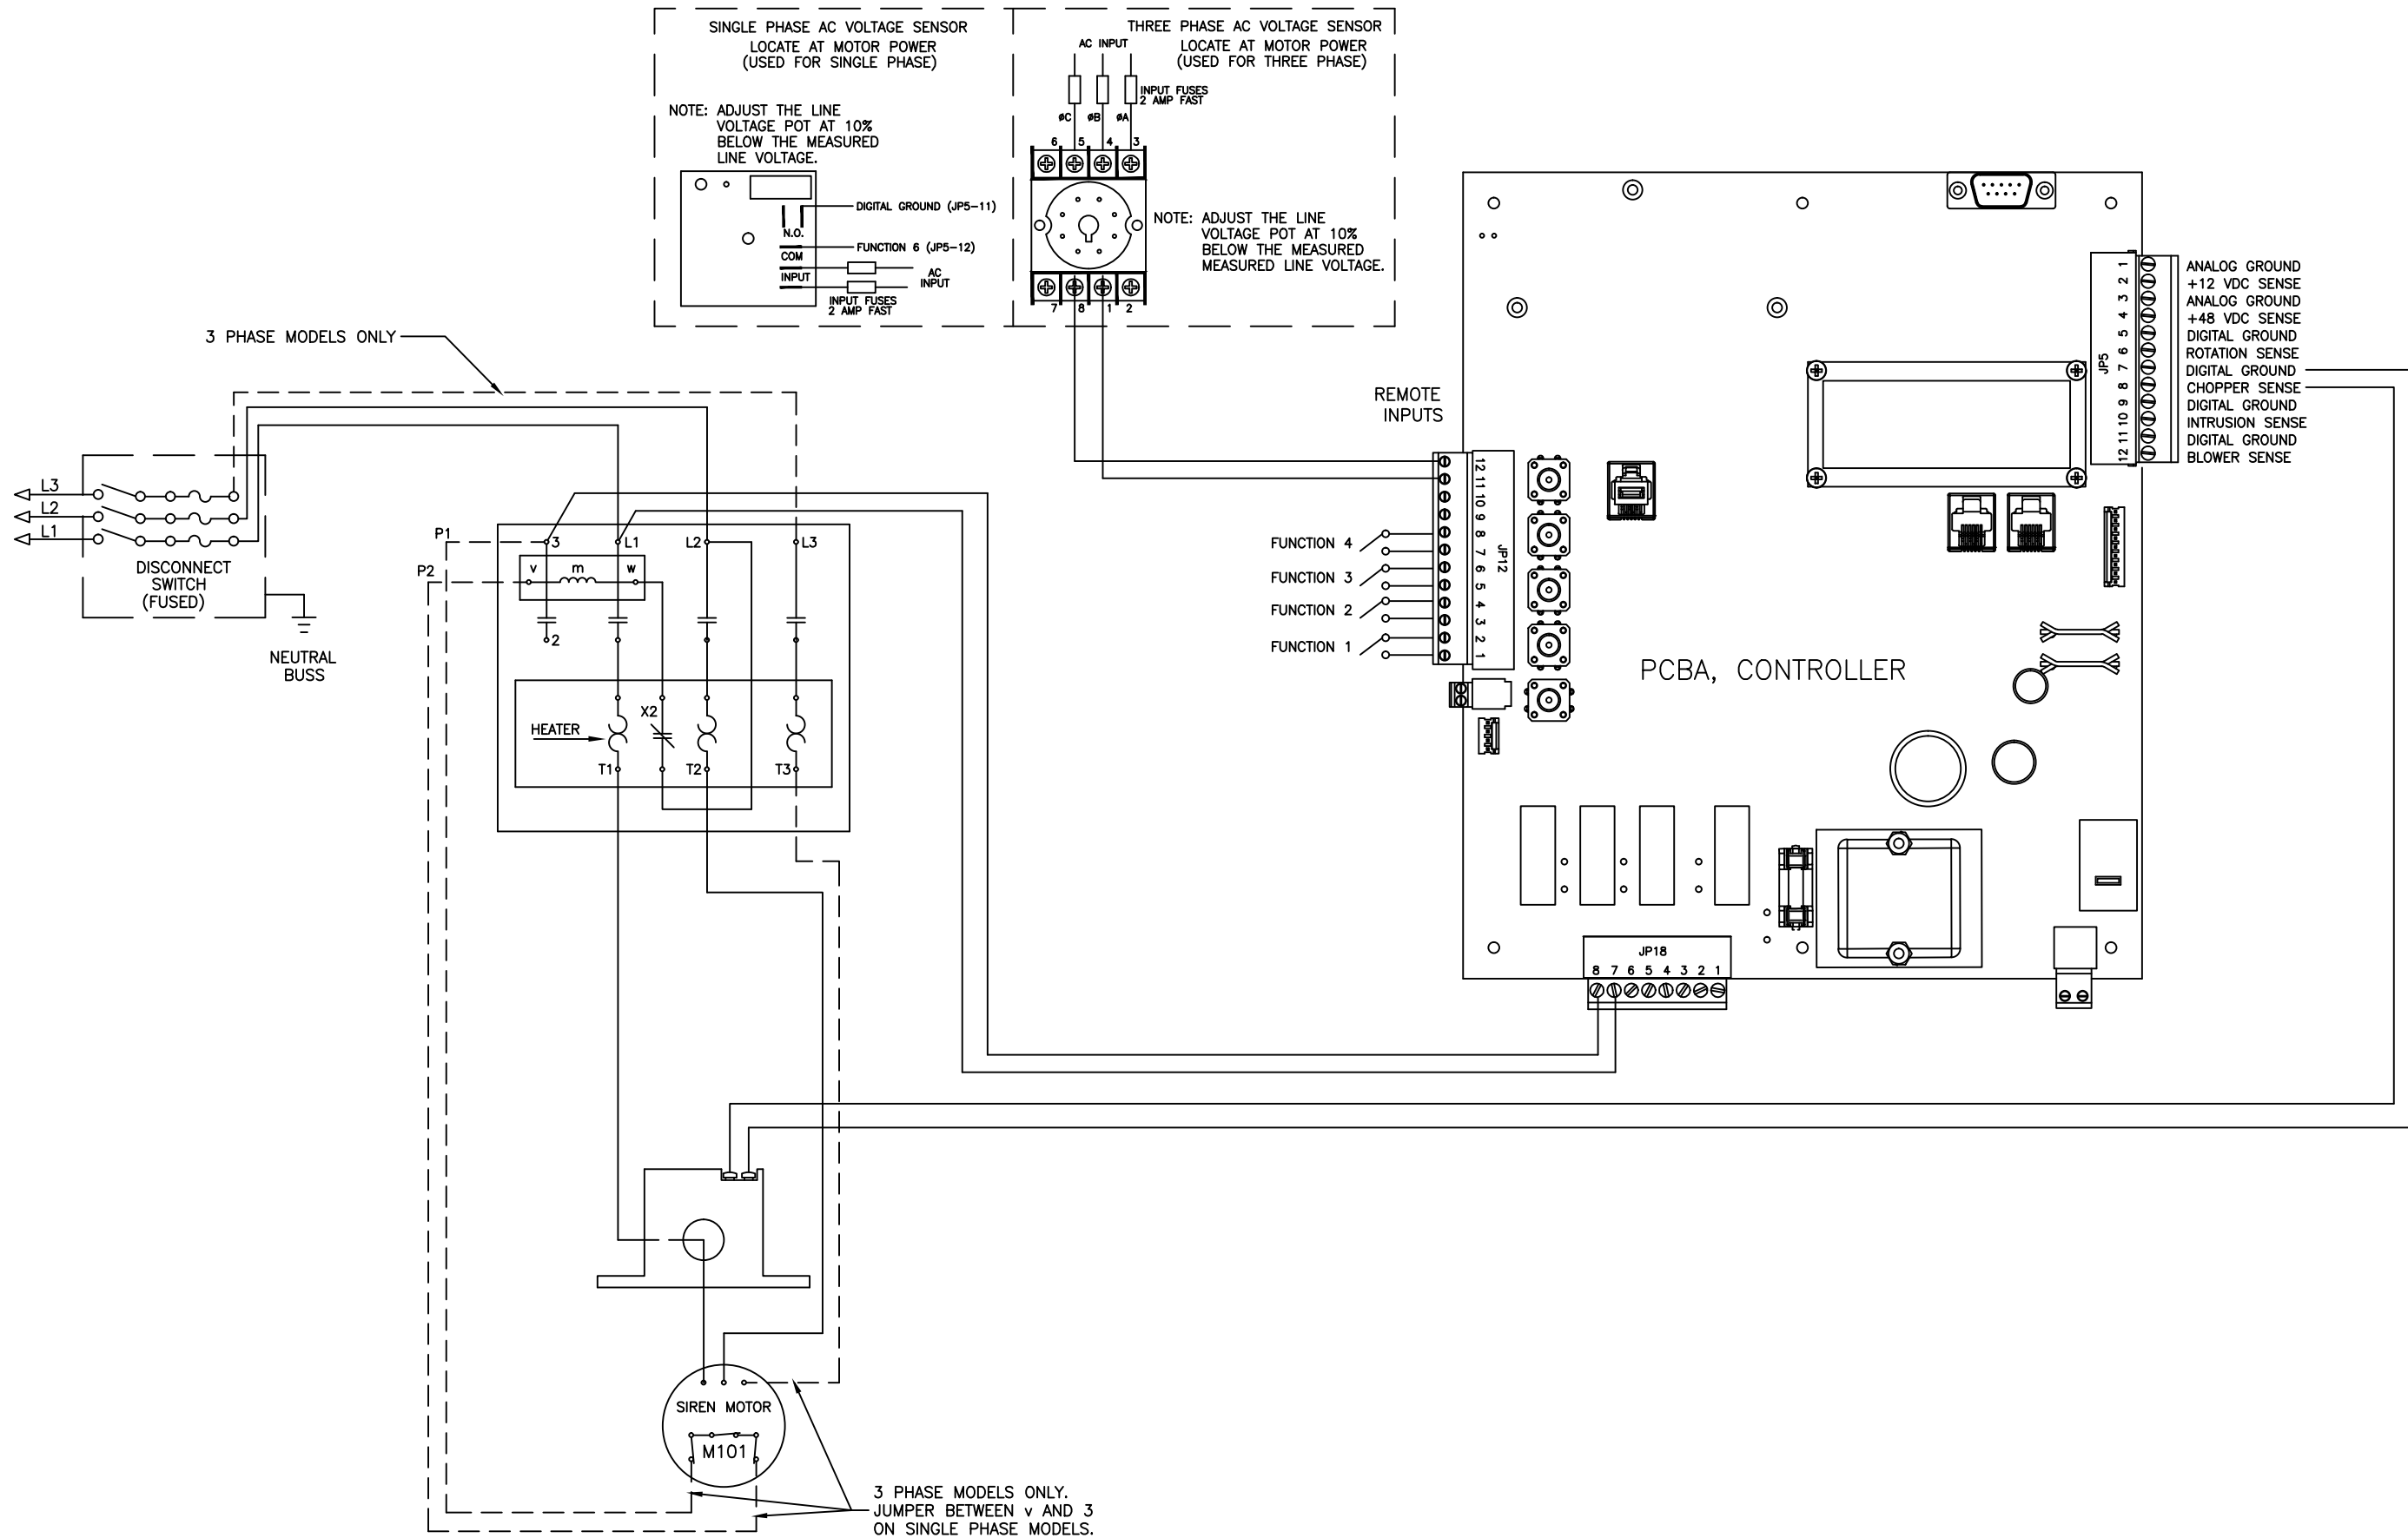 SINGLE PHASE AC VOLTAGE SENSOR
LOCATE AT MOTOR POWER
(USED FOR SINGLE PHASE)
NOTE: ADJUST THE LINE
VOLTAGE POT AT 10%
BELOW THE MEASURED
LINE VOLTAGE.
DIGITAL GROUND (JP5-11)
N.O.
FUNCTION 6 (JP5-12)
COM
INPUT
AC
INPUT
INPUT FUSES
2 AMP FAST
THREE PHASE AC VOLTAGE SENSOR
AC INPUT
LOCATE AT MOTOR POWER
(USED FOR THREE PHASE)
INPUT FUSES
2 AMP FAST
øC øB øA
6 5 4 3
NOTE: ADJUST THE LINE
VOLTAGE POT AT 10%
BELOW THE MEASURED
MEASURED LINE VOLTAGE.
7 8 1 2
3 PHASE MODELS ONLY
L3
L2
L1
DISCONNECT
SWITCH
(FUSED)
NEUTRAL
BUSS
P1
P2
3 L1 L2 L3
v m w
2
X2
HEATER
T1 T2 T3
SIREN MOTOR
M101
3 PHASE MODELS ONLY.
JUMPER BETWEEN v AND 3
ON SINGLE PHASE MODELS.
REMOTE
INPUTS
FUNCTION 4
FUNCTION 3
FUNCTION 2
FUNCTION 1
12 11 10 9 8 7 6 5 4 3 2 1
JP12
PCBA, CONTROLLER
JP18
8 7 6 5 4 3 2 1
JP5
1 2 3 4 5 6 7 8 9 10 11 12
ANALOG GROUND
+12 VDC SENSE
ANALOG GROUND
+48 VDC SENSE
DIGITAL GROUND
ROTATION SENSE
DIGITAL GROUND
CHOPPER SENSE
DIGITAL GROUND
INTRUSION SENSE
DIGITAL GROUND
BLOWER SENSE